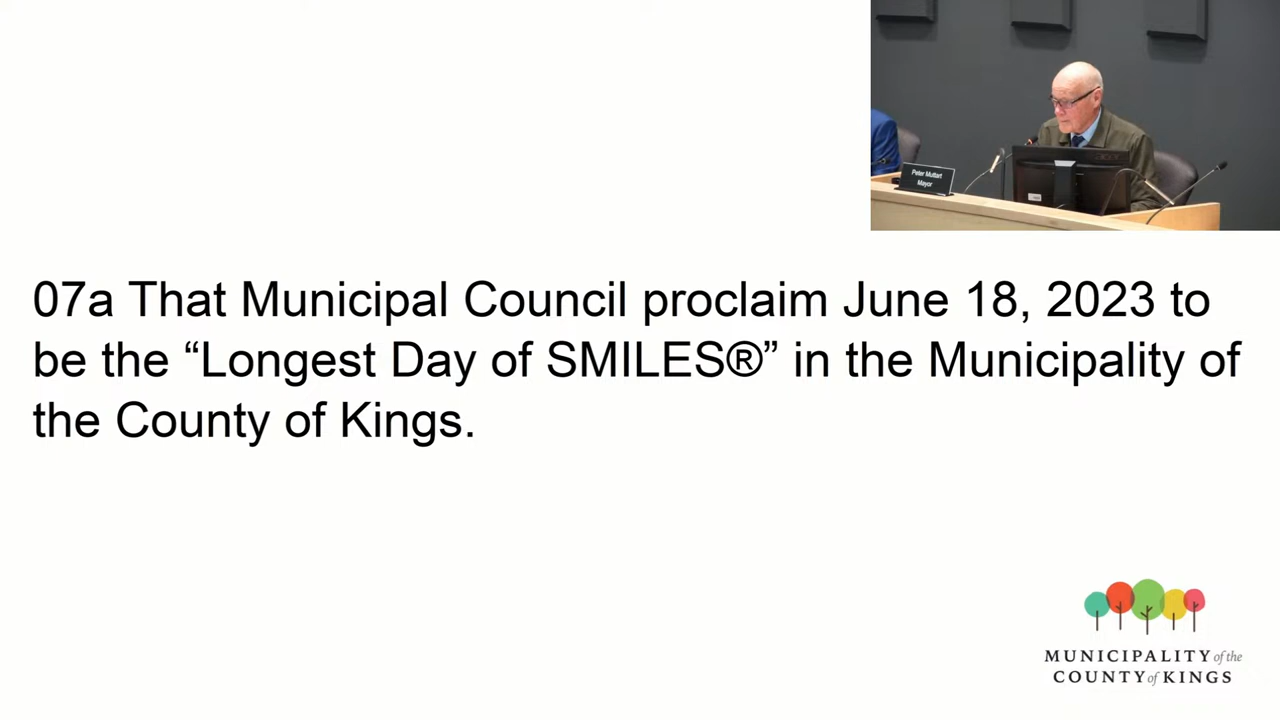 Peter Muttart
Mayor
07a That Municipal Council proclaim June 18, 2023 to
be the “Longest Day of SMILES®” in the Municipality of
the County of Kings.
MUNICIPALITY of the
COUNTY of KINGS